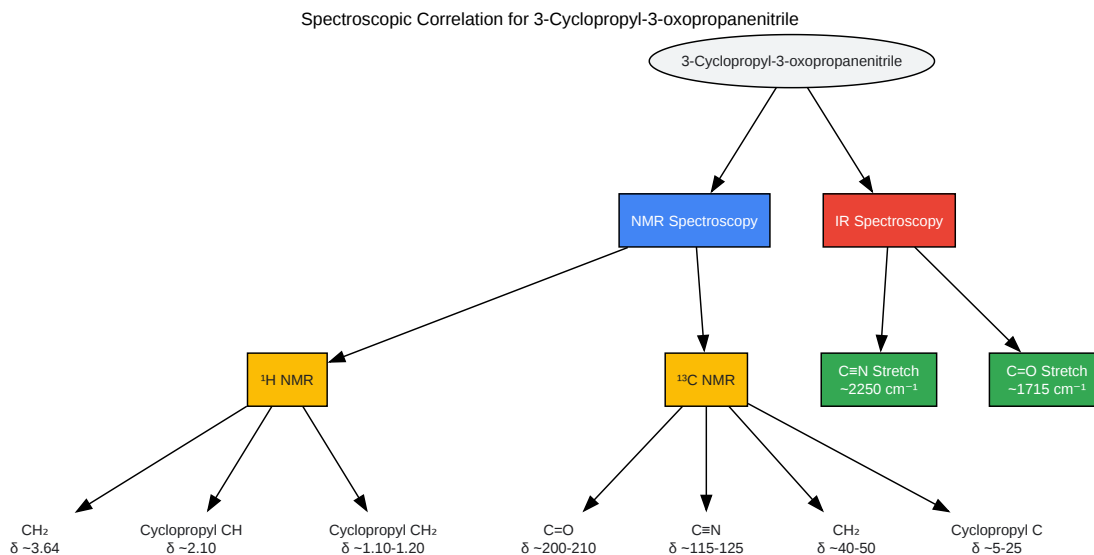 Spectroscopic Correlation for 3-Cyclopropyl-3-oxopropanenitrile
3-Cyclopropyl-3-oxopropanenitrile
NMR Spectroscopy
IR Spectroscopy
¹H NMR
¹³C NMR
C≡N Stretch
~2250 cm⁻¹
C=O Stretch
~1715 cm⁻¹
CH₂
δ ~3.64
Cyclopropyl CH
δ ~2.10
Cyclopropyl CH₂
δ ~1.10-1.20
C=O
δ ~200-210
C≡N
δ ~115-125
CH₂
δ ~40-50
Cyclopropyl C
δ ~5-25